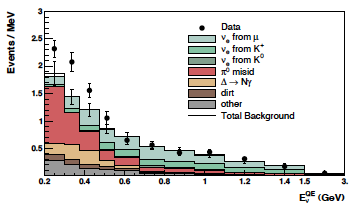 Events / MeV
3
2.5
2
1.5
1
0.5
Data
νe from μ
νe from K+
νe from K0
π0 misid
Δ → Nγ
dirt
other
Total Background
0.2 0.4 0.6 0.8 1 1.2 1.4 1.5 3.
EνQE (GeV)